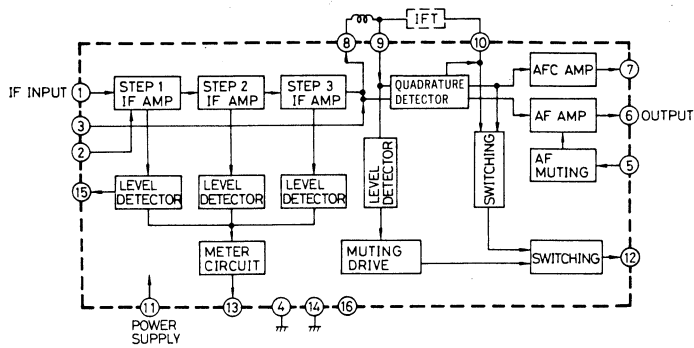 IFT
8
9
10
IF INPUT
1
STEP 1
IF AMP
STEP 2
IF AMP
STEP 3
IF AMP
QUADRATURE
DETECTOR
AFC AMP
7
3
AF AMP
6
OUTPUT
2
LEVEL
DETECTOR
SWITCHING
AF
MUTING
5
15
LEVEL
DETECTOR
LEVEL
DETECTOR
LEVEL
DETECTOR
METER
CIRCUIT
MUTING
DRIVE
SWITCHING
12
11
POWER
SUPPLY
13
4
14
16